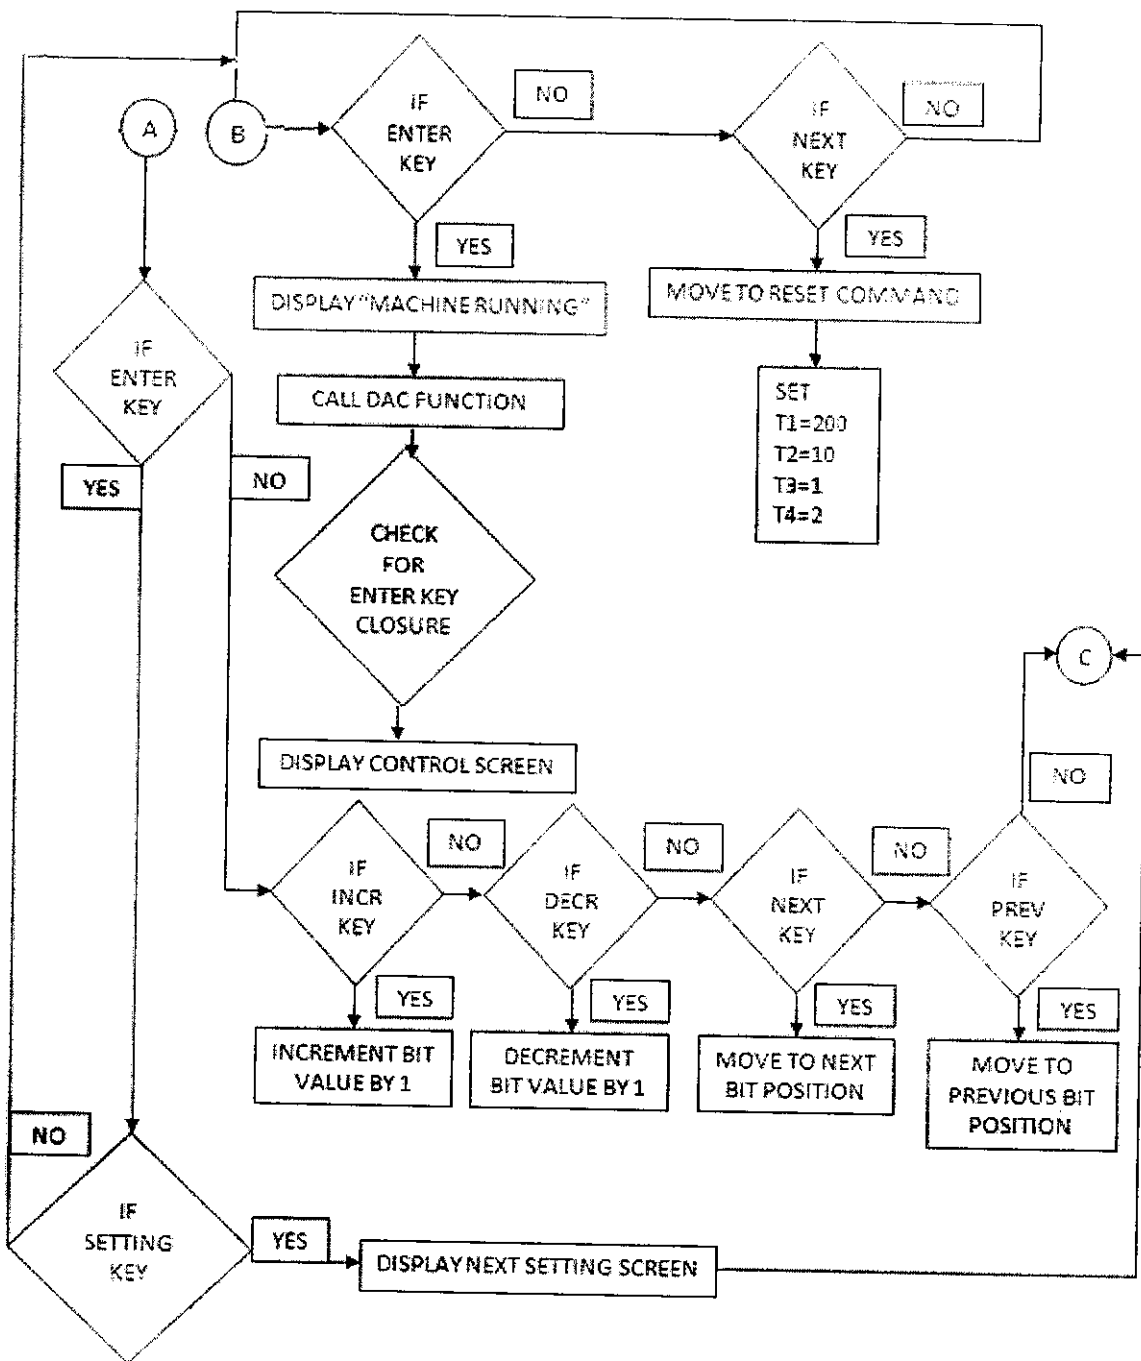 A
B
IF
ENTER
KEY
NO
IF
NEXT
KEY
NO
YES
YES
DISPLAY "MACHINE RUNNING"
MOVE TO RESET COMMAND
IF
ENTER
KEY
CALL DAC FUNCTION
SET
T1=200
T2=10
T3=1
T4=2
YES
NO
CHECK
FOR
ENTER KEY
CLOSURE
C
DISPLAY CONTROL SCREEN
NO
IF
INCR
KEY
NO
IF
DECR
KEY
NO
IF
NEXT
KEY
NO
IF
PREV
KEY
YES
YES
YES
YES
INCREMENT BIT
VALUE BY 1
DECREMENT
BIT VALUE BY 1
MOVE TO NEXT
BIT POSITION
MOVE TO
PREVIOUS BIT
POSITION
NO
IF
SETTING
KEY
YES
DISPLAY NEXT SETTING SCREEN